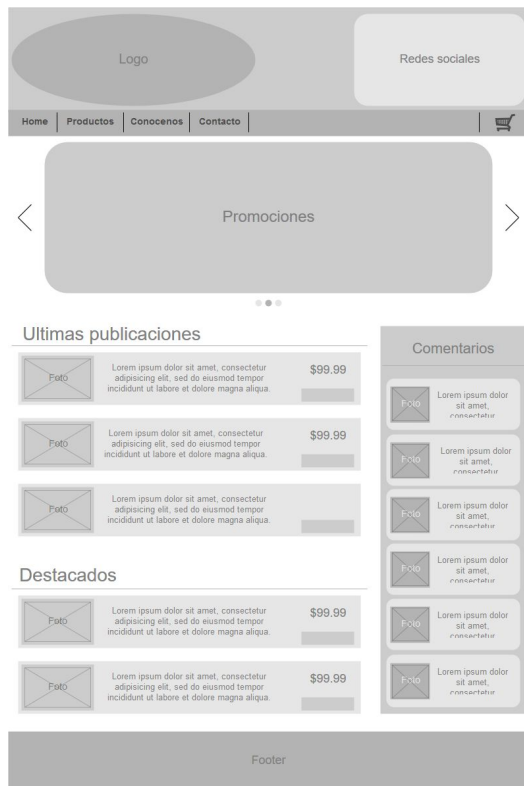 Logo
Redes sociales
Home Productos Conocenos Contacto
Promociones
Ultimas publicaciones
Foto
Lorem ipsum dolor sit amet, consectetur
adipisicing elit, sed do eiusmod tempor
incididunt ut labore et dolore magna aliqua.
$99.99
Foto
Lorem ipsum dolor sit amet, consectetur
adipisicing elit, sed do eiusmod tempor
incididunt ut labore et dolore magna aliqua.
$99.99
Foto
Lorem ipsum dolor sit amet, consectetur
adipisicing elit, sed do eiusmod tempor
incididunt ut labore et dolore magna aliqua.
Destacados
Foto
Lorem ipsum dolor sit amet, consectetur
adipisicing elit, sed do eiusmod tempor
incididunt ut labore et dolore magna aliqua.
$99.99
Foto
Lorem ipsum dolor sit amet, consectetur
adipisicing elit, sed do eiusmod tempor
incididunt ut labore et dolore magna aliqua.
$99.99
Comentarios
Foto
Lorem ipsum dolor
sit amet,
consectetur
Foto
Lorem ipsum dolor
sit amet,
consectetur
Foto
Lorem ipsum dolor
sit amet,
consectetur
Foto
Lorem ipsum dolor
sit amet,
consectetur
Foto
Lorem ipsum dolor
sit amet,
consectetur
Foto
Lorem ipsum dolor
sit amet,
consectetur
Footer